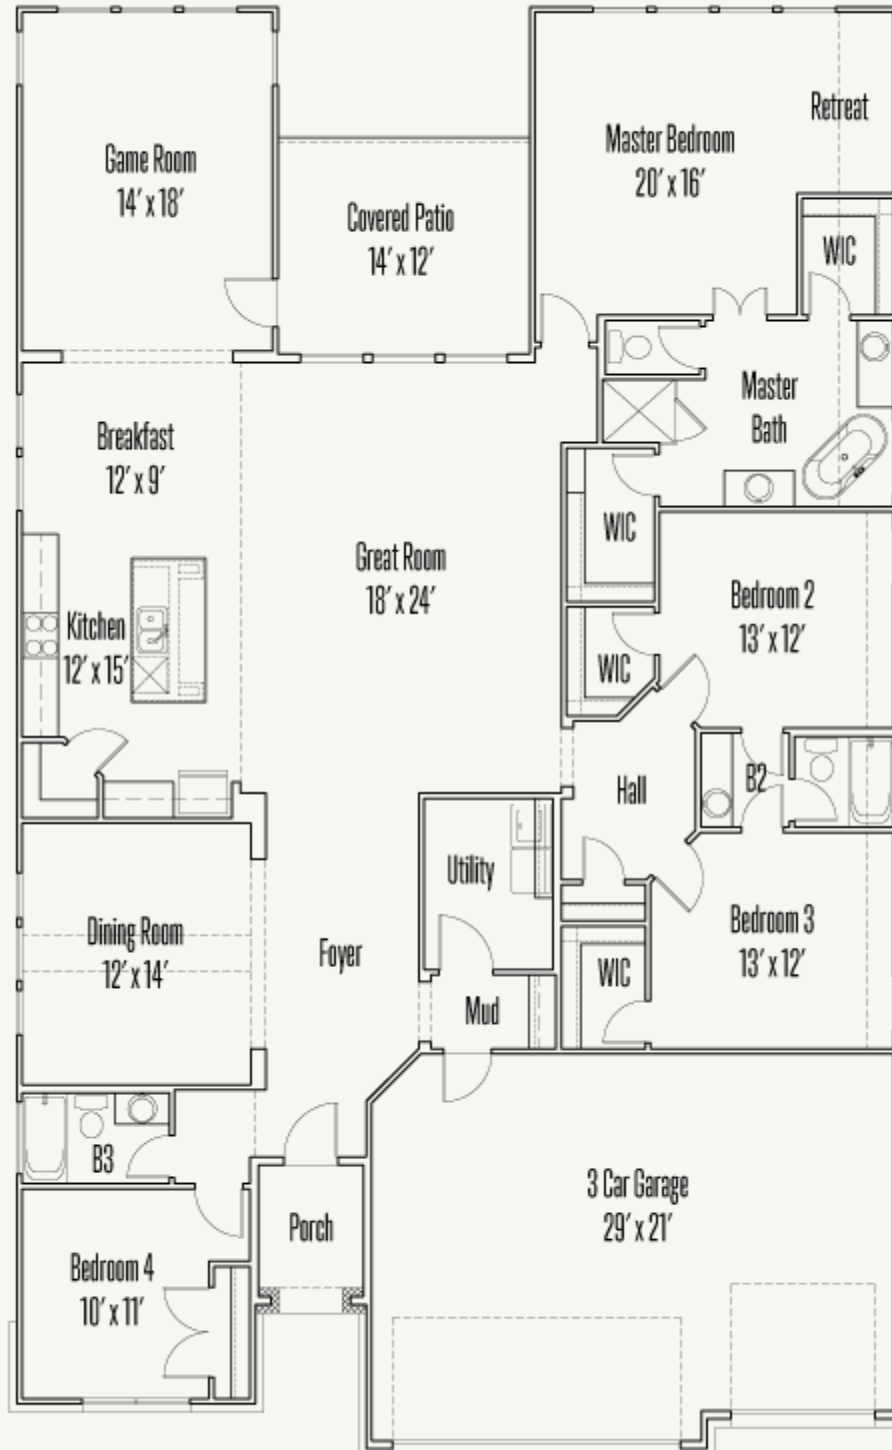 Game Room
14' x 18'
Covered Patio
14' x 12'
Master Bedroom
20' x 16'
Retreat
WIC
Breakfast
12' x 9'
Master
Bath
Great Room
18' x 24'
WIC
Kitchen
12' x 15'
Bedroom 2
13' x 12'
WIC
Hall
B2
Utility
Dining Room
12' x 14'
Foyer
Bedroom 3
13' x 12'
WIC
Mud
B3
3 Car Garage
29' x 21'
Porch
Bedroom 4
10' x 11'